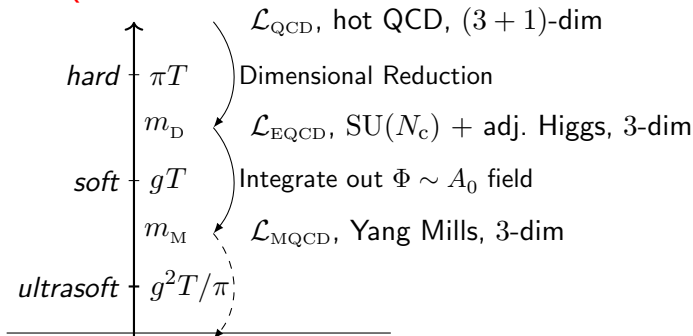 ℒ_QCD, hot QCD, (3 + 1)-dim
hard πT Dimensional Reduction
m_D ℒ_EQCD, SU(N_c) + adj. Higgs, 3-dim
soft gT Integrate out Φ ∼ A_0 field
m_M ℒ_MQCD, Yang Mills, 3-dim
ultrasoft g²T/π